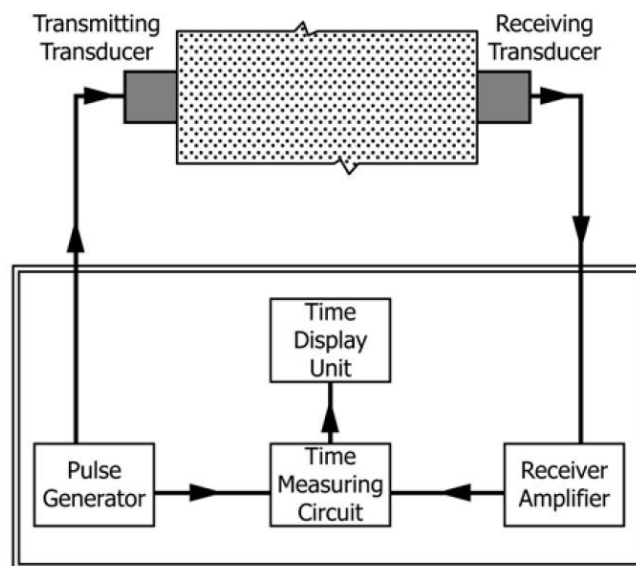 Transmitting
Transducer
Receiving
Transducer
Time
Display
Unit
Pulse
Generator
Time
Measuring
Circuit
Receiver
Amplifier